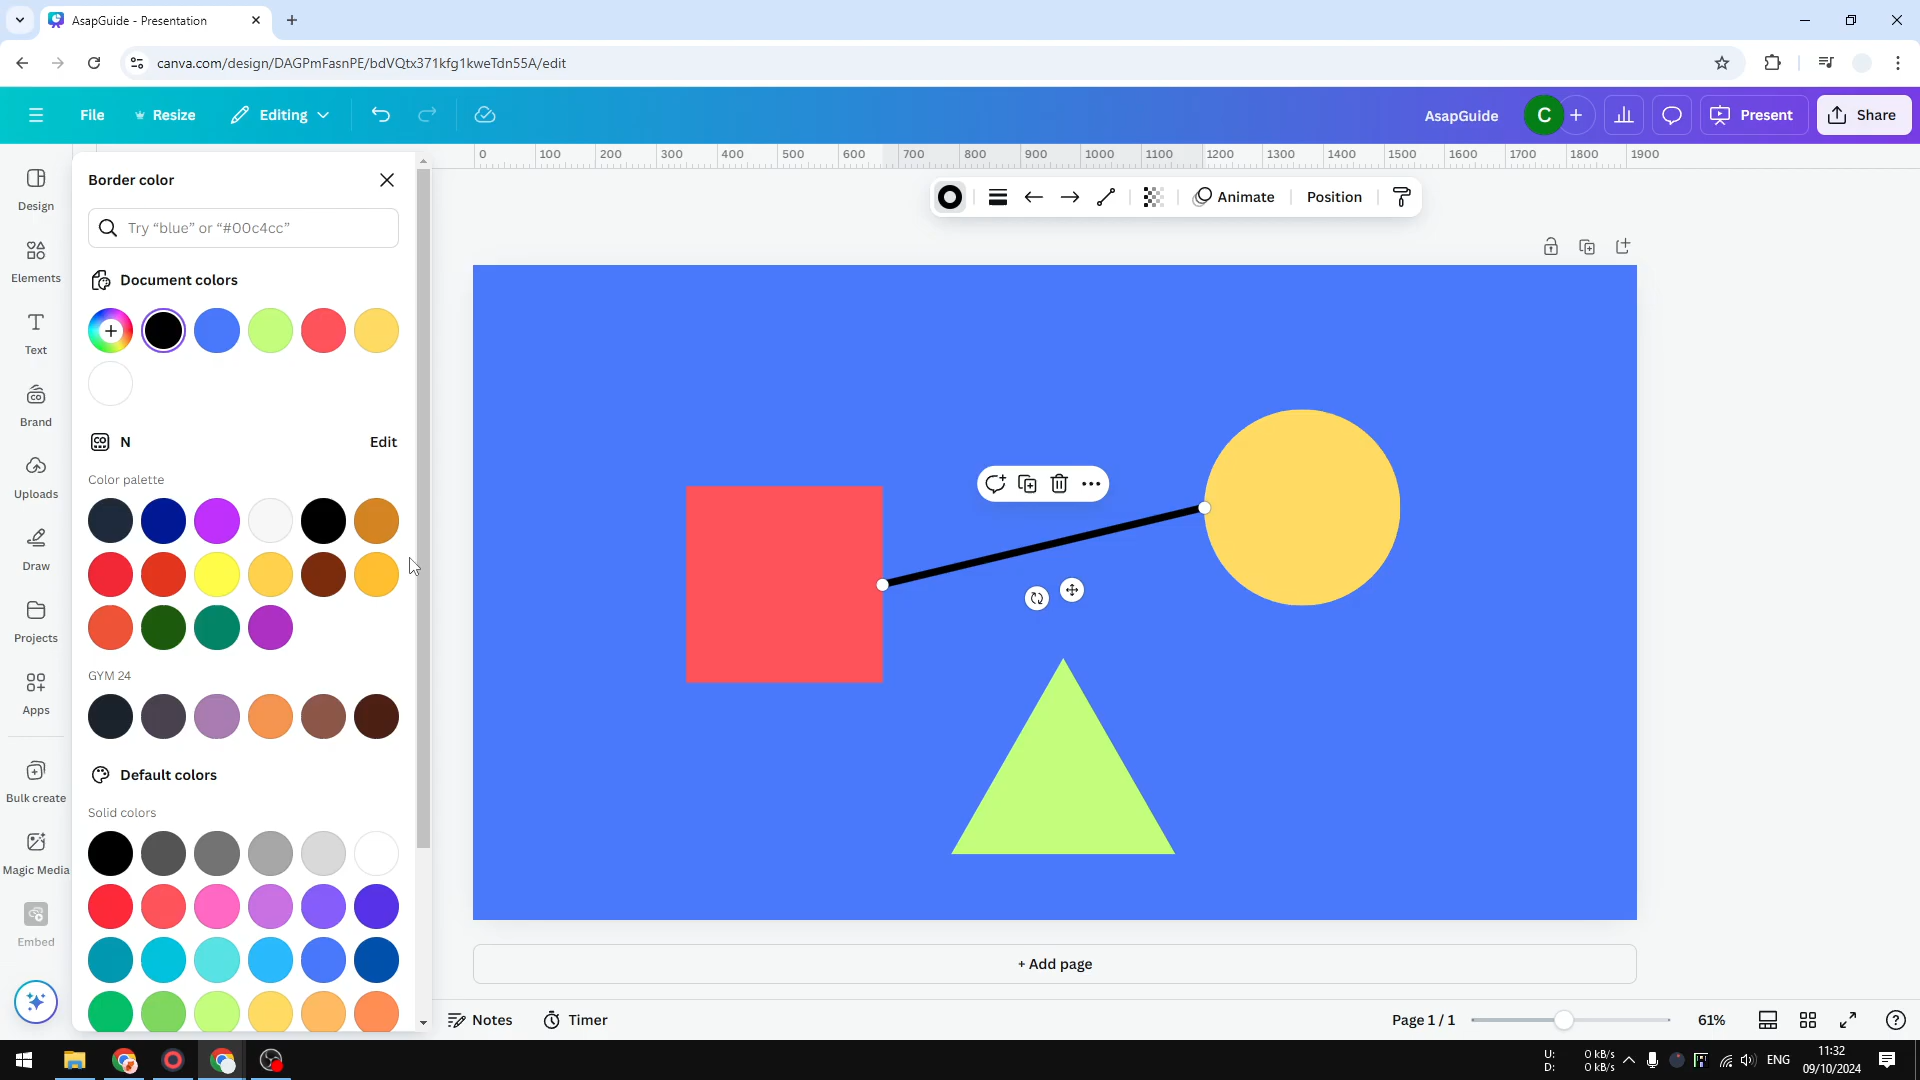 AsapGuide - Presentation
canva.com/design/DAGPmFasnPE/bdVQtx371kfg1kweTdn55A/edit
File
Resize
Editing
AsapGuide
C
Present
Share
0 100 200 300 400 500 600 700 800 900 1000 1100 1200 1300 1400 1500 1600 1700 1800 1900
Animate
Position
Design
Elements
Text
Brand
Uploads
Draw
Projects
Apps
Bulk create
Magic Media
Embed
Border color
Try “blue” or “#00c4cc”
Document colors
N
Edit
Color palette
GYM 24
Default colors
Solid colors
+ Add page
Notes
Timer
Page 1 / 1
61%
U: 0 kB/s
D: 0 kB/s
ENG
11:32
09/10/2024